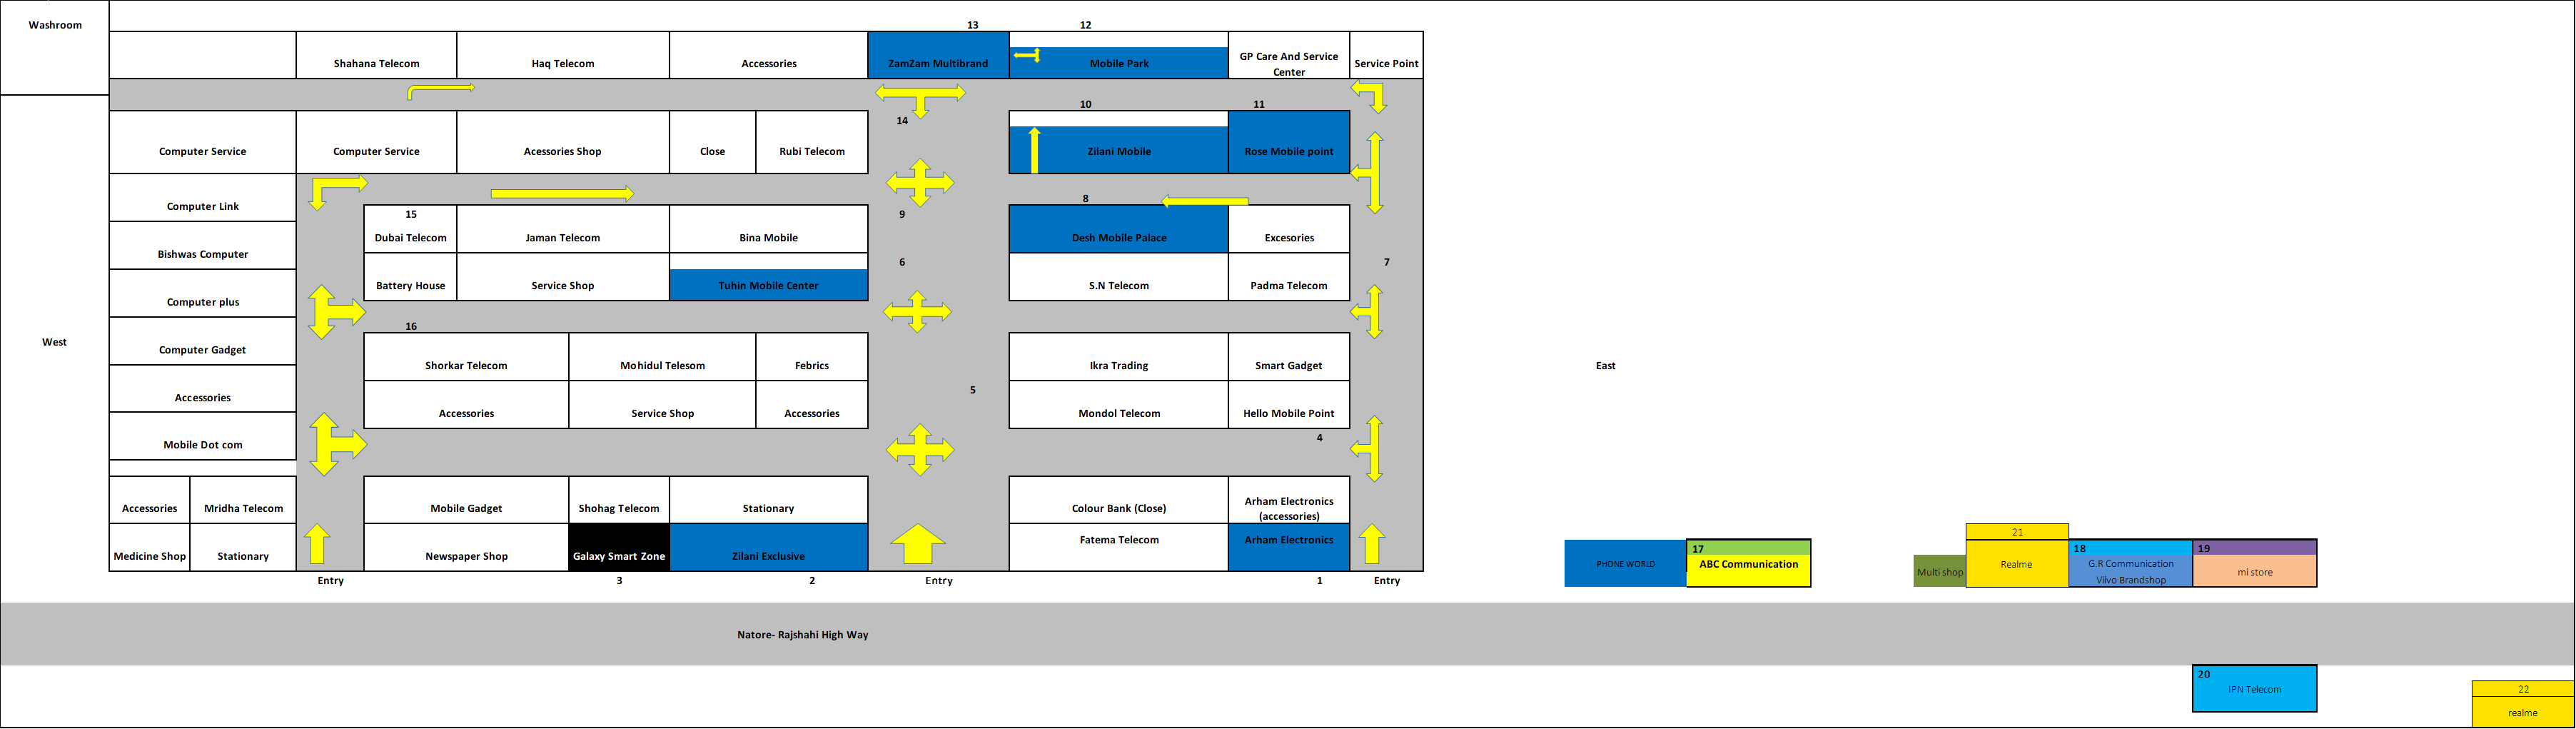 Washroom
13
12
Shahana Telecom
Haq Telecom
Accessories
ZamZam Multibrand
Mobile Park
GP Care And Service
Center
Service Point
10
11
14
Computer Service
Computer Service
Acessories Shop
Close
Rubi Telecom
Zilani Mobile
Rose Mobile point
Computer Link
15
9
8
Dubai Telecom
Jaman Telecom
Bina Mobile
Desh Mobile Palace
Excesories
Bishwas Computer
6
7
Battery House
Service Shop
Tuhin Mobile Center
S.N Telecom
Padma Telecom
Computer plus
16
West
Computer Gadget
Shorkar Telecom
Mohidul Telesom
Febrics
Ikra Trading
Smart Gadget
East
Accessories
5
Accessories
Service Shop
Accessories
Mondol Telecom
Hello Mobile Point
Mobile Dot com
4
Accessories
Mridha Telecom
Mobile Gadget
Shohag Telecom
Stationary
Colour Bank (Close)
Arham Electronics
(accessories)
Medicine Shop
Stationary
Newspaper Shop
Galaxy Smart Zone
Zilani Exclusive
Fatema Telecom
Arham Electronics
Entry
3
2
Entry
1
Entry
PHONE WORLD
17
ABC Communication
Multi shop
21
Realme
18
G.R Communication
Viivo Brandshop
19
mi store
Natore- Rajshahi High Way
20
IPN Telecom
22
realme